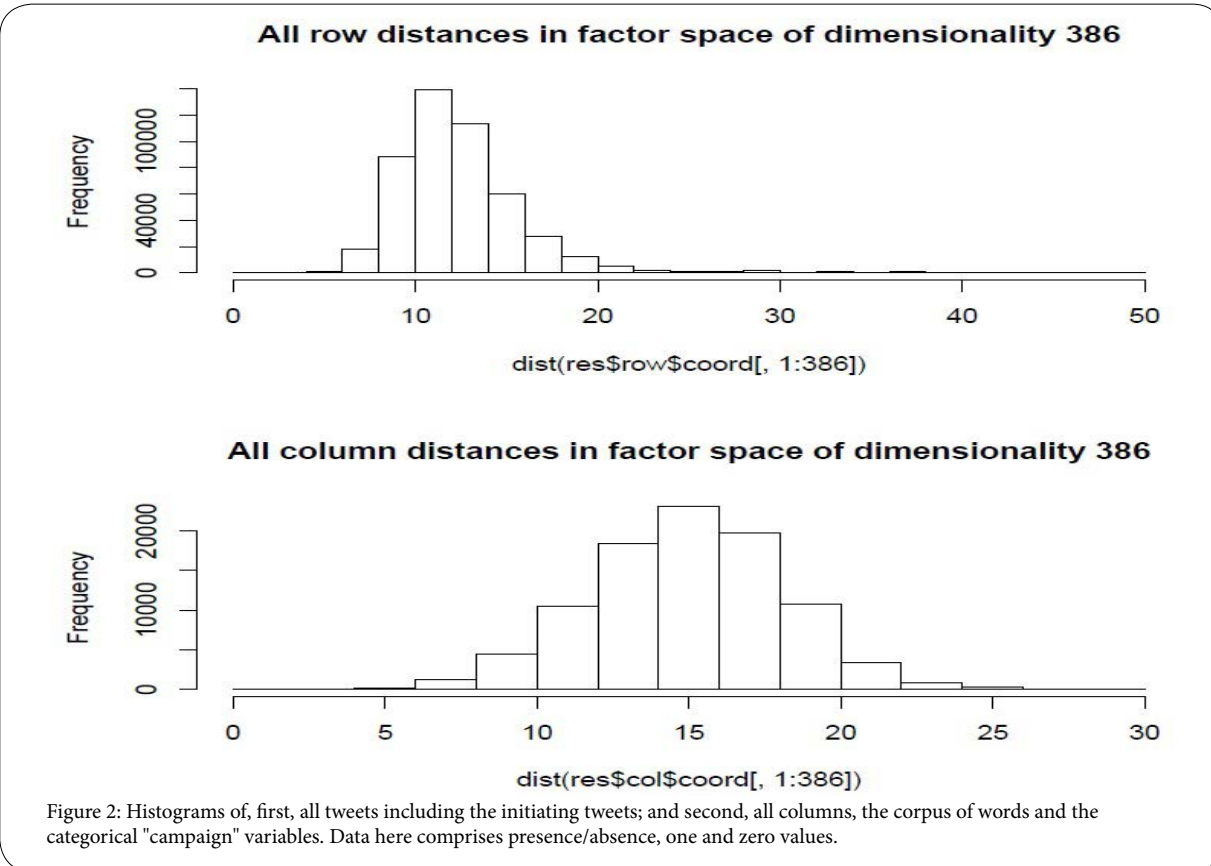 All row distances in factor space of dimensionality 386
Frequency
0 40000 100000
0 10 20 30 40 50
dist(res$row$coord[, 1:386])
All column distances in factor space of dimensionality 386
Frequency
0 10000 20000
0 5 10 15 20 25 30
dist(res$col$coord[, 1:386])
Figure 2: Histograms of, first, all tweets including the initiating tweets; and second, all columns, the corpus of words and the
categorical "campaign" variables. Data here comprises presence/absence, one and zero values.